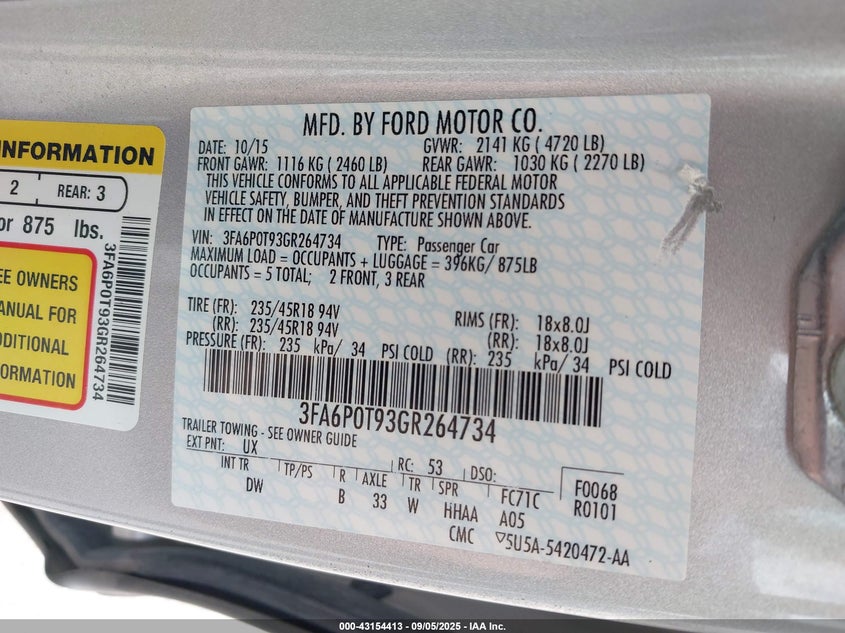 INFORMATION
2
REAR: 3
or 875 lbs.
EE OWNERS
ANUAL FOR
DDITIONAL
FORMATION
3FA6P0T93GR264734
MFD. BY FORD MOTOR CO.
DATE: 10/15 GVWR: 2141 KG ( 4720 LB)
FRONT GAWR: 1116 KG ( 2460 LB) REAR GAWR: 1030 KG ( 2270 LB)
THIS VEHICLE CONFORMS TO ALL APPLICABLE FEDERAL MOTOR
VEHICLE SAFETY, BUMPER, AND THEFT PREVENTION STANDARDS
IN EFFECT ON THE DATE OF MANUFACTURE SHOWN ABOVE.
VIN: 3FA6P0T93GR264734 TYPE: Passenger Car
MAXIMUM LOAD = OCCUPANTS + LUGGAGE = 396KG/ 875LB
OCCUPANTS = 5 TOTAL; 2 FRONT, 3 REAR
TIRE (FR): 235/45R18 94V RIMS (FR): 18x8.0J
(RR): 235/45R18 94V (RR): 18x8.0J
PRESSURE (FR): 235 kPa/ 34 PSI COLD (RR): 235 kPa/ 34 PSI COLD
3FA6P0T93GR264734
TRAILER TOWING - SEE OWNER GUIDE
EXT PNT: UX RC: 53 DSO:
INT TR TP/PS R AXLE TR SPR FC71C F0068
DW B 33 W HHAA A05 R0101
CMC ▽5U5A-5420472-AA
000-43154413 - 09/05/2025 - IAA Inc.